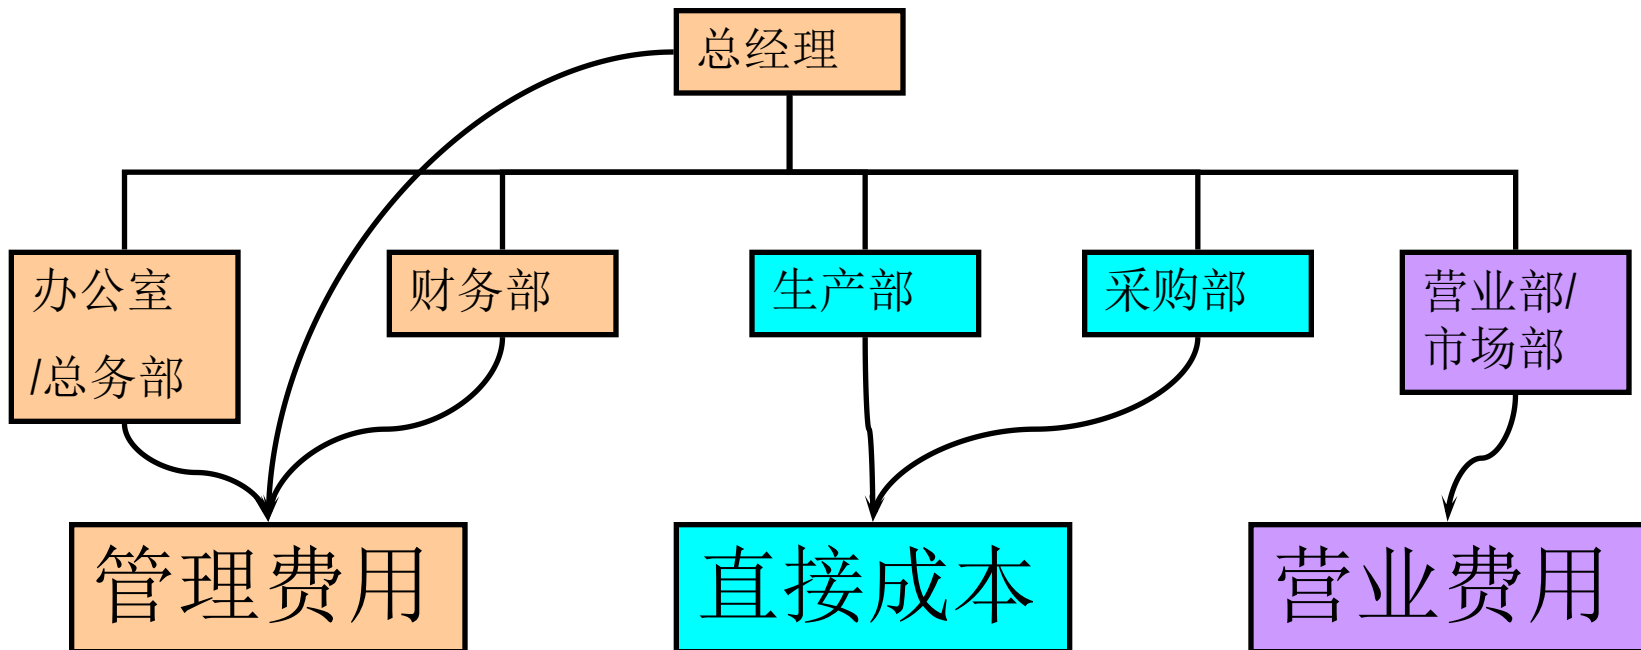 总经理
办公室
/总务部
财务部
生产部
采购部
营业部/
市场部
管理费用
直接成本
营业费用